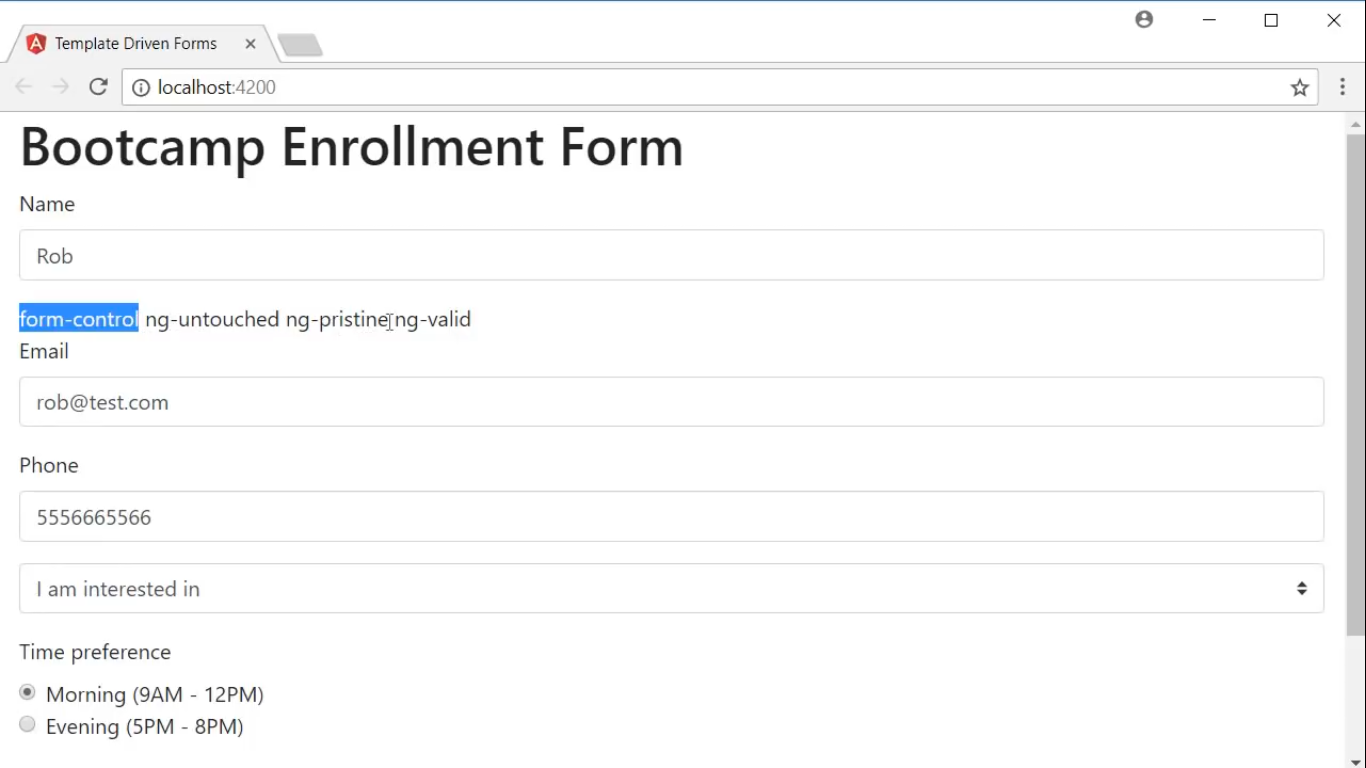 Template Driven Forms
localhost:4200
Bootcamp Enrollment Form
Name
Rob
form-control ng-untouched ng-pristine ng-valid
Email
rob@test.com
Phone
5556665566
I am interested in
Time preference
Morning (9AM - 12PM)
Evening (5PM - 8PM)